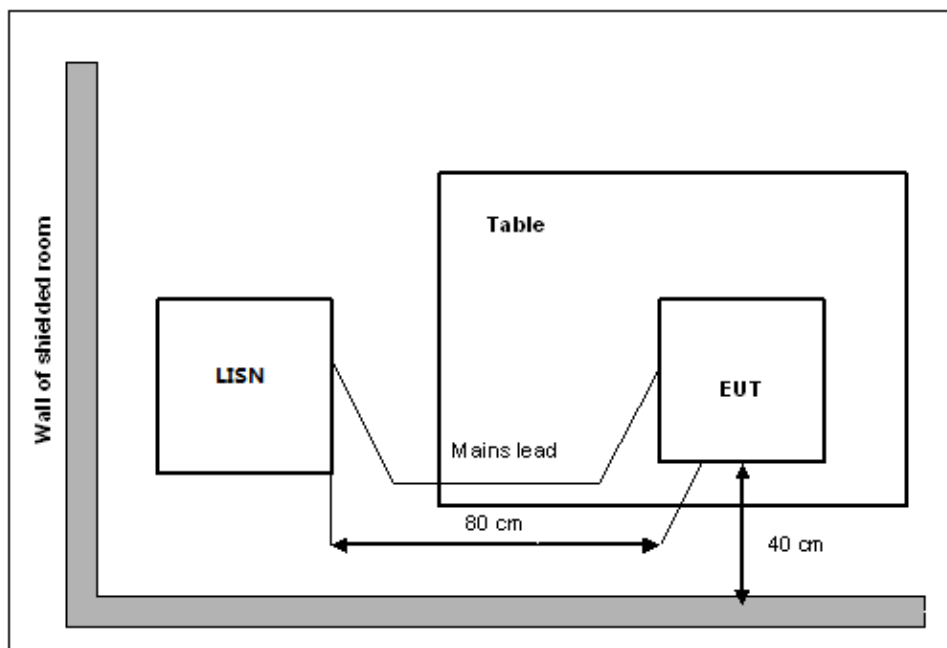 Wall of shielded room
Table
LISN
EUT
Mains lead
80 cm
40 cm